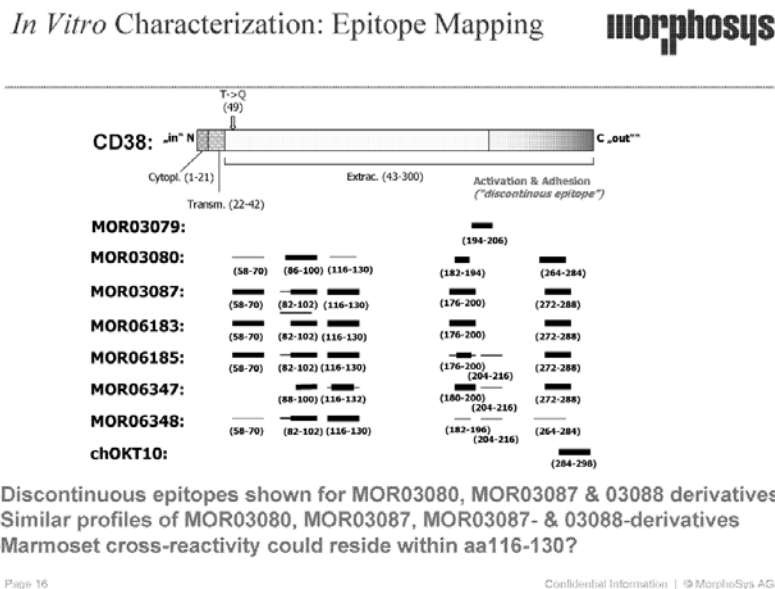 In Vitro Characterization: Epitope Mapping
morphosys
T->Q
(49)
CD38: „in“ N
C „out““
Cytopl. (1-21)
Extrac. (43-300)
Activation & Adhesion
("discontinous epitope")
Transm. (22-42)
MOR03079:
(194-206)
MOR03080:
(58-70) (86-100) (116-130) (182-194) (264-284)
MOR03087:
(58-70) (82-102) (116-130) (176-200) (272-288)
MOR06183:
(58-70) (82-102) (116-130) (176-200) (272-288)
MOR06185:
(58-70) (82-102) (116-130) (176-200) (272-288)
(204-216)
MOR06347:
(88-100) (116-132) (180-200) (272-288)
(204-216)
MOR06348:
(58-70) (82-102) (116-130) (182-196) (264-284)
(204-216)
chOKT10:
(284-298)
Discontinuous epitopes shown for MOR03080, MOR03087 & 03088 derivatives
Similar profiles of MOR03080, MOR03087, MOR03087- & 03088-derivatives
Marmoset cross-reactivity could reside within aa116-130?
Page 16
Confidential Information | © MorphoSys AG